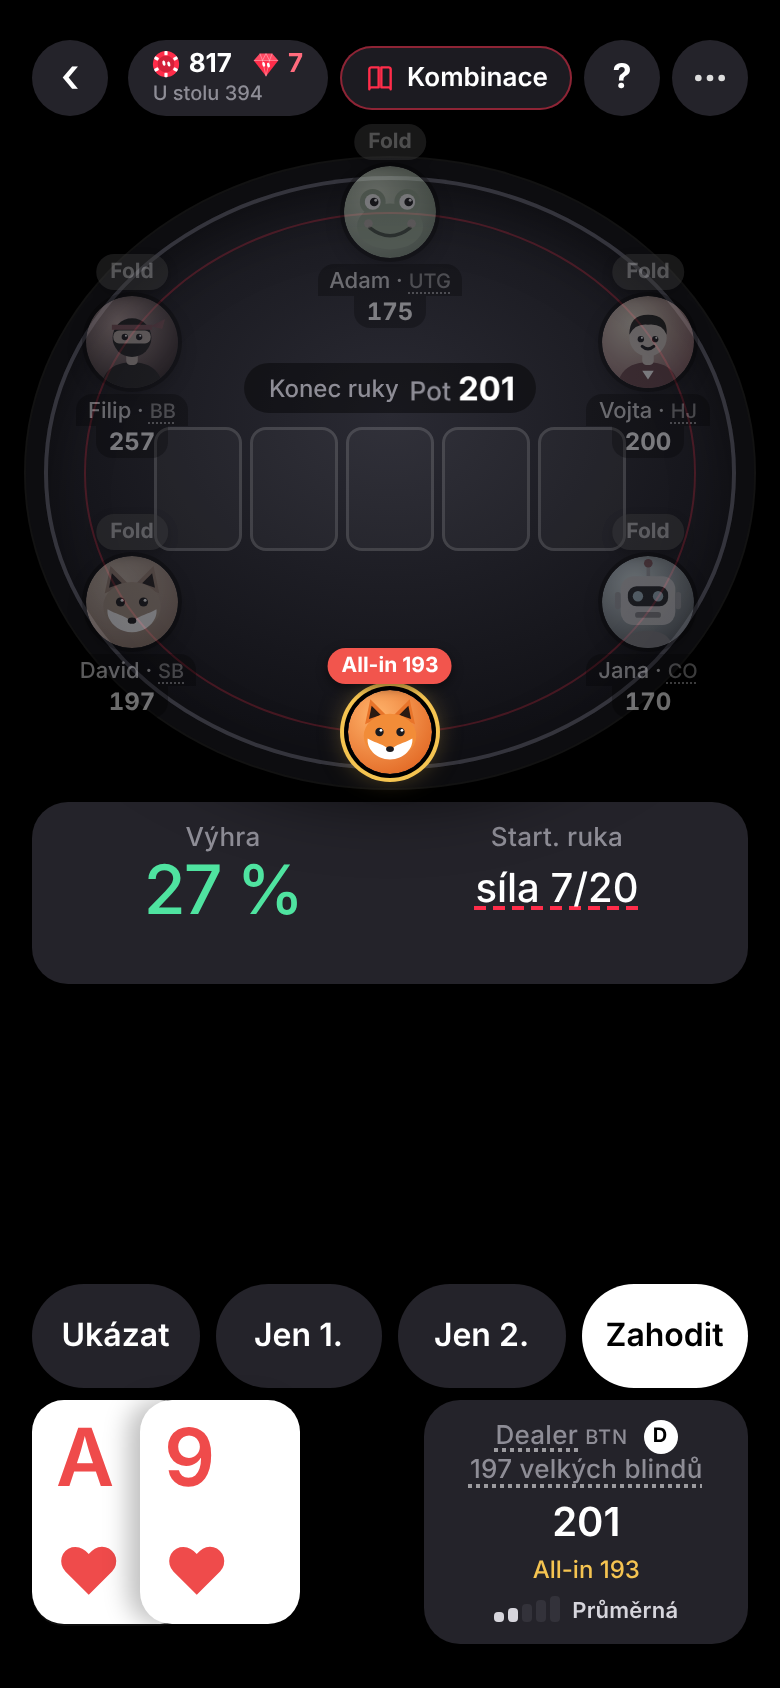 817 7
U stolu 394
Kombinace
?
Fold
Adam · UTG
175
Fold
Filip · BB
257
Fold
Vojta · HJ
200
Konec ruky Pot 201
Fold
David · SB
197
Fold
Jana · CO
170
All-in 193
Výhra
27 %
Start. ruka
síla 7/20
Ukázat
Jen 1.
Jen 2.
Zahodit
A
9
Dealer BTN D
197 velkých blindů
201
All-in 193
Průměrná